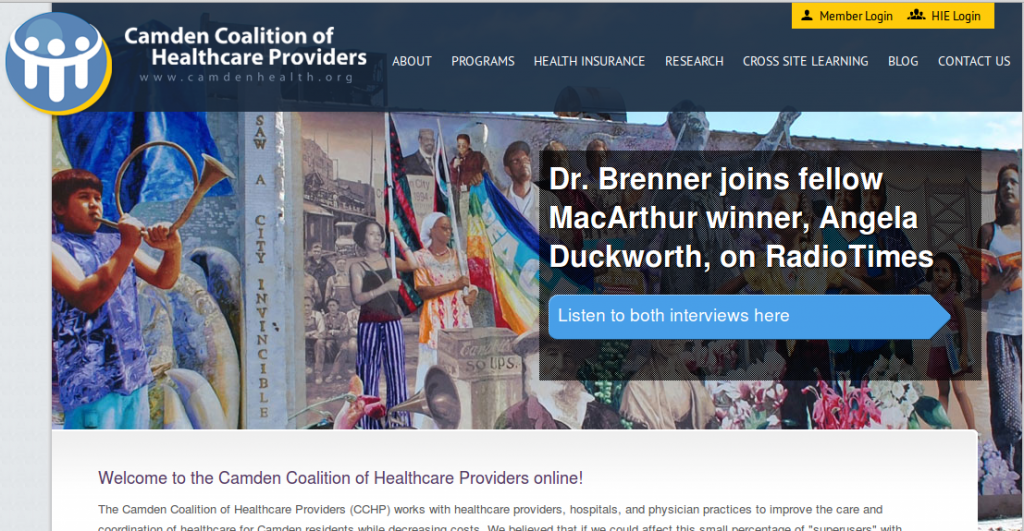 Member Login
HIE Login
Camden Coalition of
Healthcare Providers
www.camdenhealth.org
ABOUT PROGRAMS HEALTH INSURANCE RESEARCH CROSS SITE LEARNING BLOG CONTACT US
SAW A CITY INVINCIBLE
Dr. Brenner joins fellow
MacArthur winner, Angela
Duckworth, on RadioTimes
Listen to both interviews here
SOUPS.
Welcome to the Camden Coalition of Healthcare Providers online!
The Camden Coalition of Healthcare Providers (CCHP) works with healthcare providers, hospitals, and physician practices to improve the care and
coordination of healthcare for Camden residents while decreasing costs. We believed that if we could affect this small percentage of "superusers" with